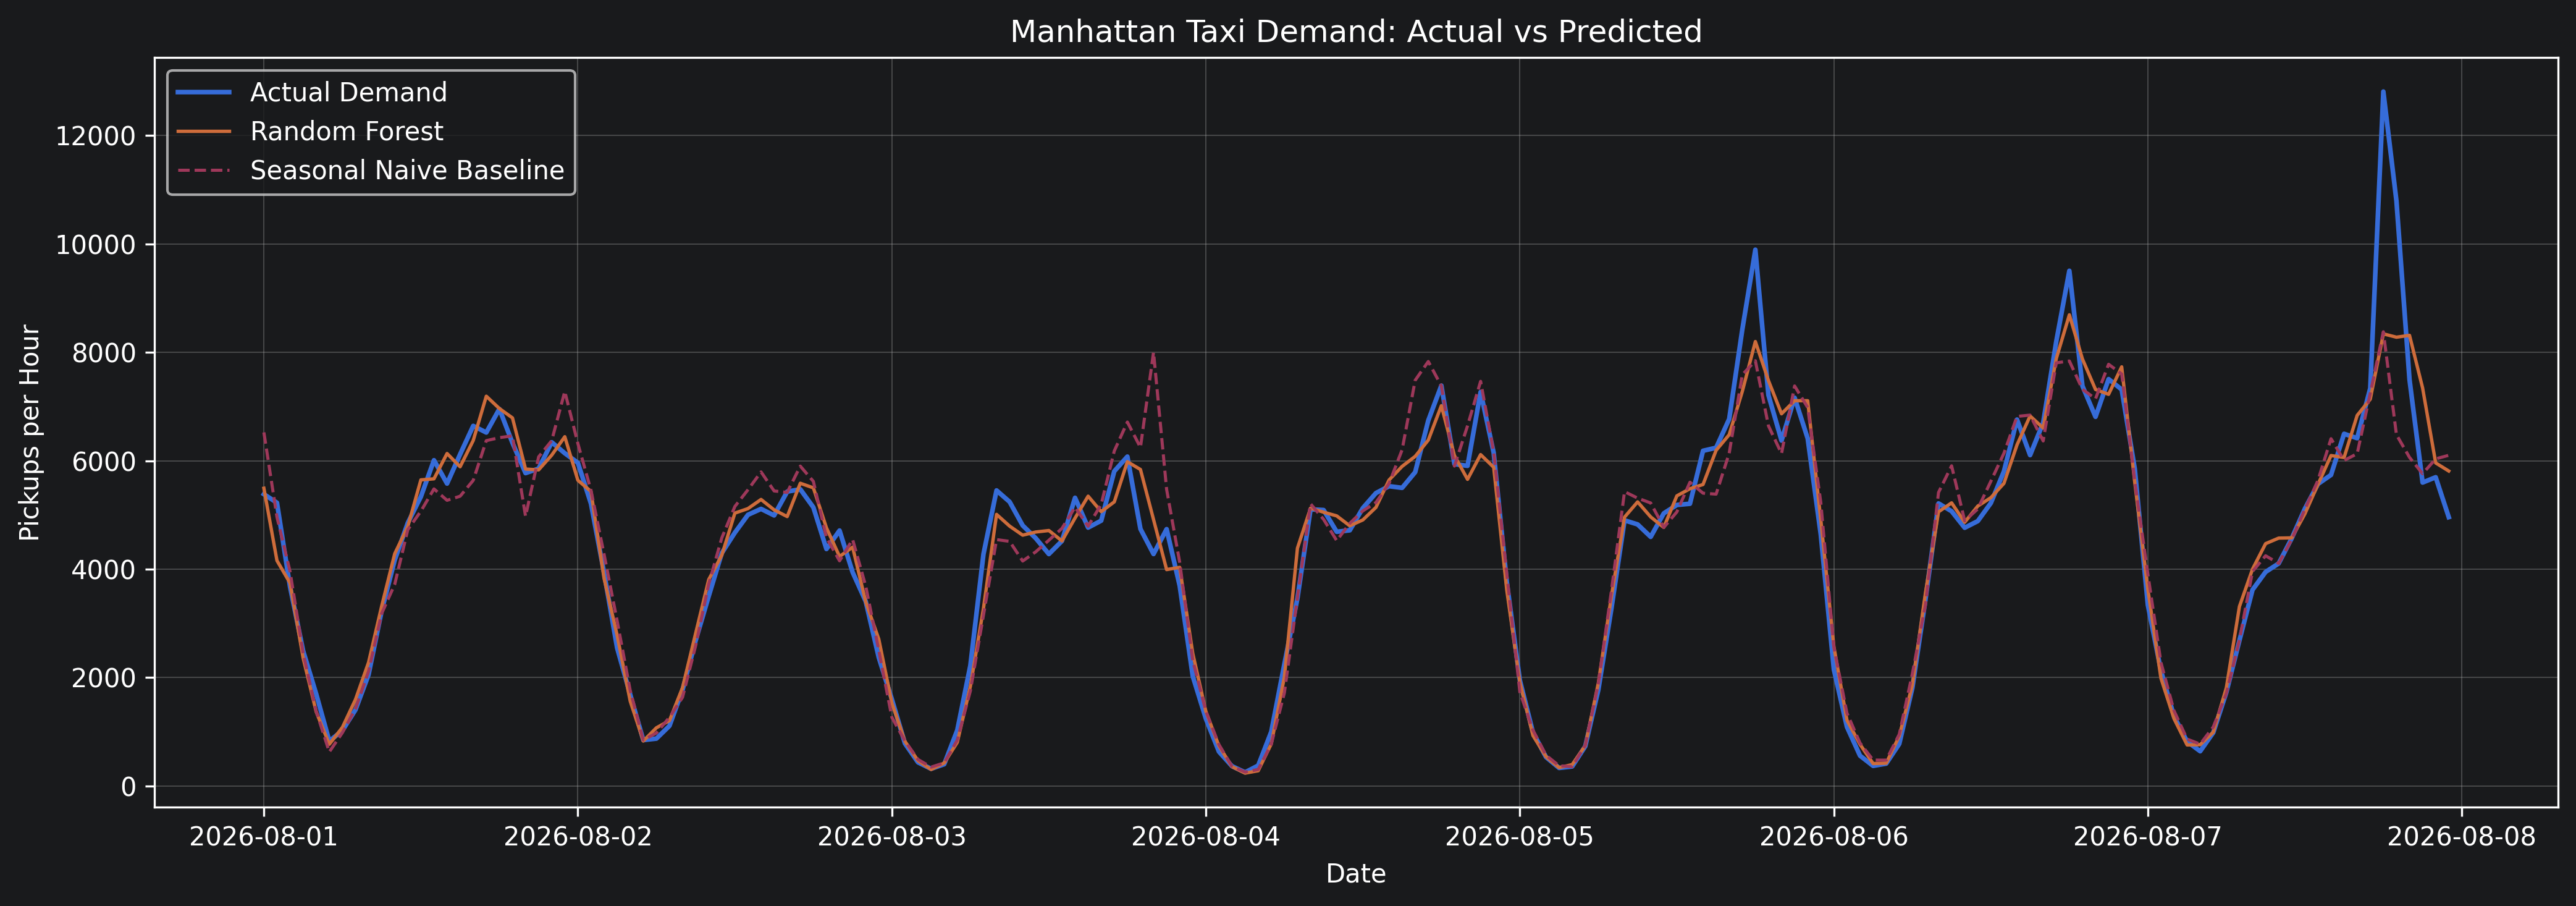 Manhattan Taxi Demand: Actual vs Predicted
Actual Demand
Random Forest
Seasonal Naive Baseline
Pickups per Hour
12000
10000
8000
6000
4000
2000
0
2026-08-01
2026-08-02
2026-08-03
2026-08-04
2026-08-05
2026-08-06
2026-08-07
2026-08-08
Date